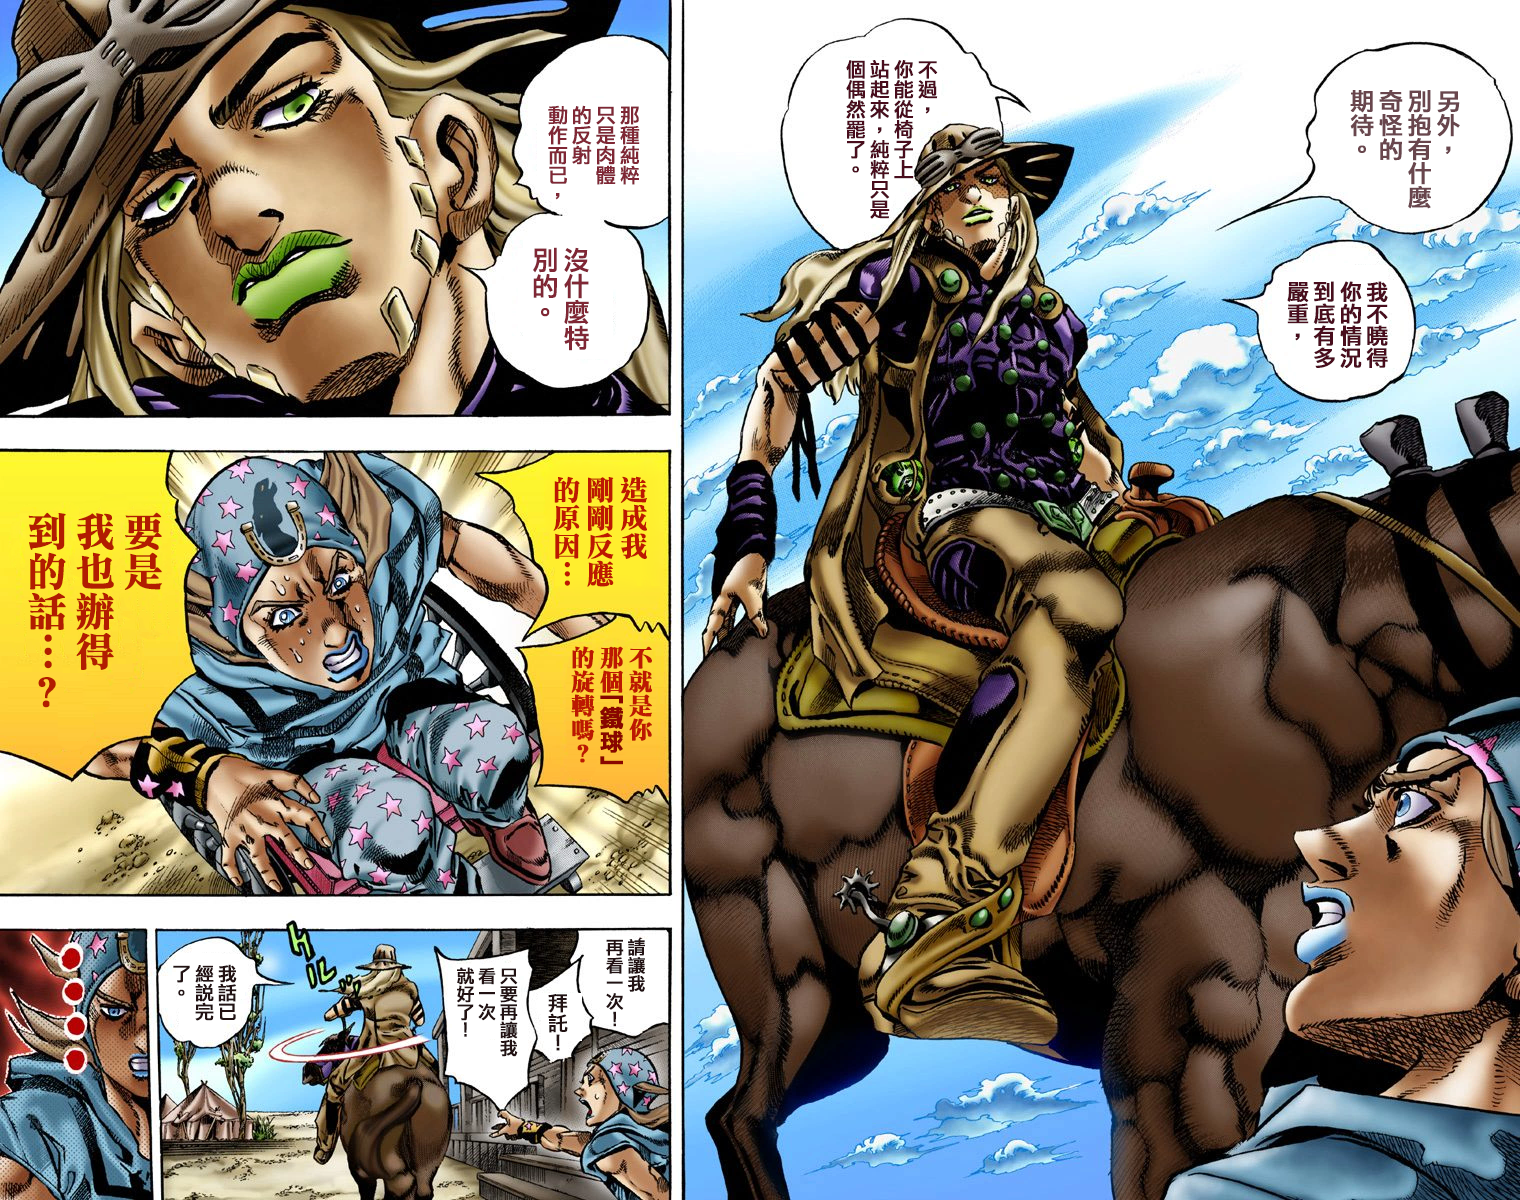 另外，
別抱有什麼
奇怪的
期待。
我不曉得
你的情況
到底有多
嚴重，
不過，
你能從椅子上
站起來，純粹只是
個偶然罷了。
那種純粹
只是肉體
的反射
動作而已，
沒什麼特
別的。
造成我
剛剛反應
的原因…
不就是你
那個『鐵球』
的旋轉嗎？
要是
我也辦得
到的話…？
請讓我
再看一次！
拜託！
只要再讓我
看一次
就好了！
ルルル
我話已
經說完
了。